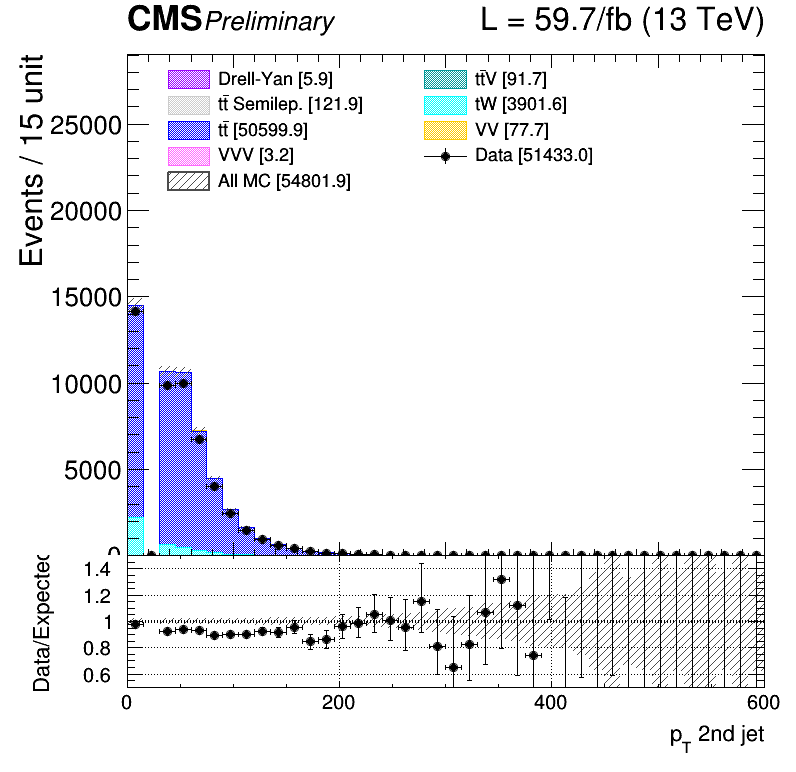 CMS Preliminary L = 59.7/fb (13 TeV)
Events / 15 unit
Drell-Yan [5.9]
tt̄ Semilep. [121.9]
tt̄ [50599.9]
VVV [3.2]
All MC [54801.9]
tt̄V [91.7]
tW [3901.6]
VV [77.7]
Data [51433.0]
25000
20000
15000
10000
5000
0
Data/Expected
1.4
1.2
1
0.8
0.6
0 200 400 600
p_T 2nd jet